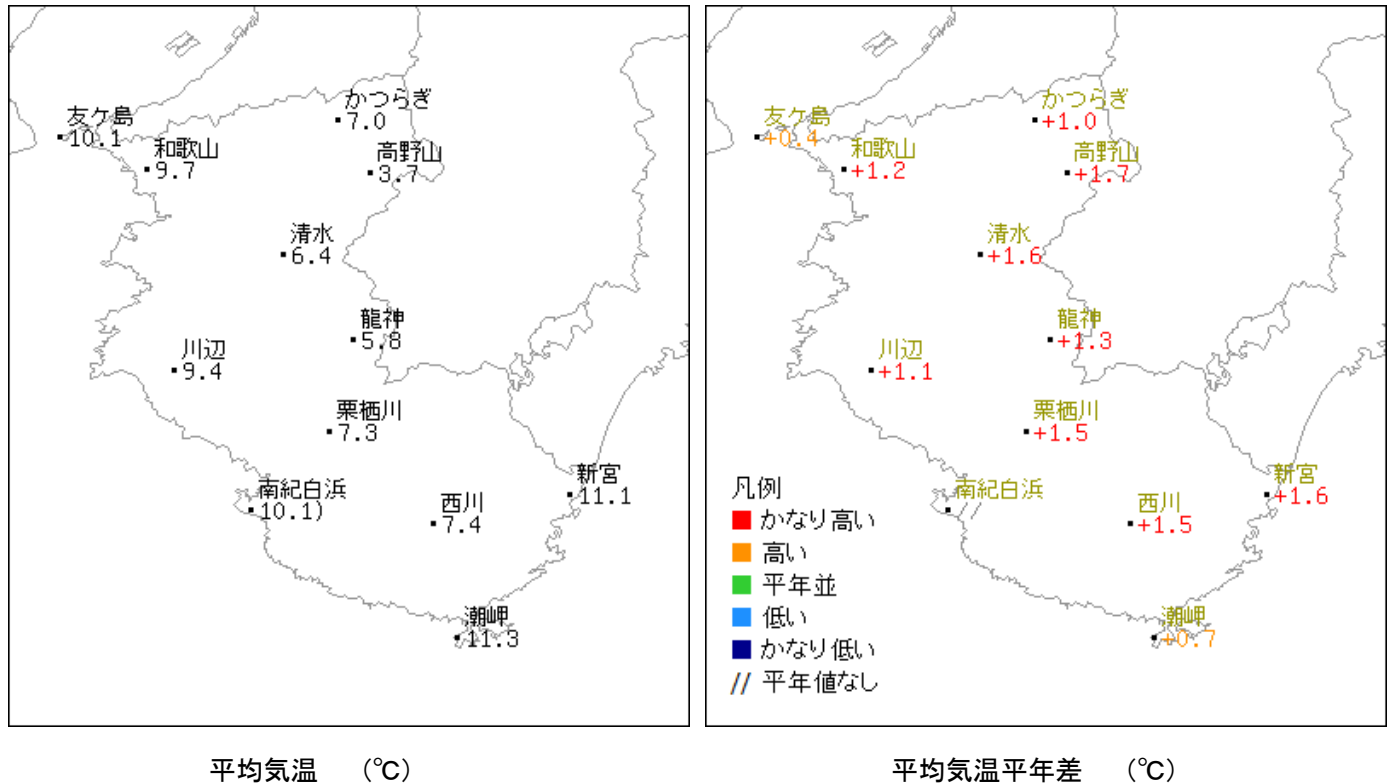 かつらぎ
7.0
友ケ島
10.1
和歌山
9.7
高野山
3.7
清水
6.4
龍神
5.8
川辺
9.4
栗栖川
7.3
新宮
11.1
南紀白浜
10.1)
西川
7.4
潮岬
11.3
平均気温 (℃)
かつらぎ
+1.0
友ケ島
+0.4
和歌山
+1.2
高野山
+1.7
清水
+1.6
龍神
+1.3
川辺
+1.1
栗栖川
+1.5
新宮
+1.6
南紀白浜
//
西川
+1.5
潮岬
+0.7
凡例
かなり高い
高い
平年並
低い
かなり低い
// 平年値なし
平均気温平年差 (℃)